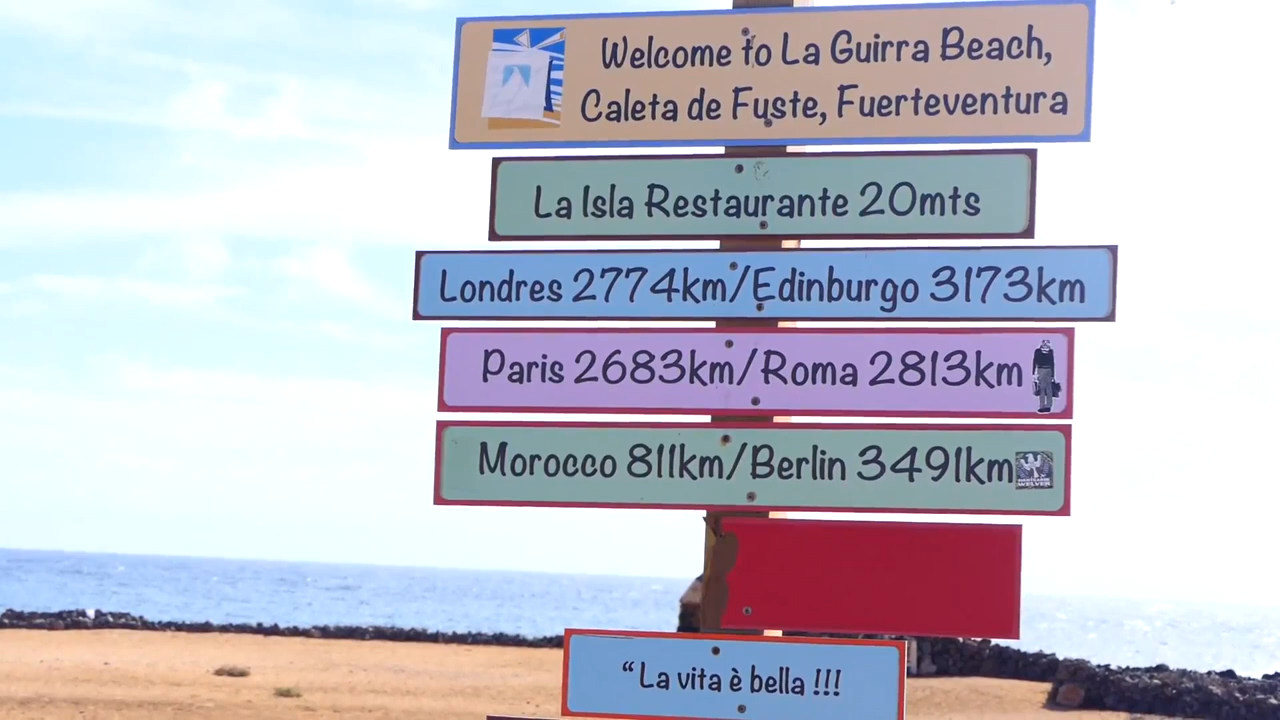 Welcome to La Guirra Beach,
Caleta de Fuste, Fuerteventura
La Isla Restaurante 20mts
Londres 2774km/Edinburgo 3173km
Paris 2683km/Roma 2813km
Morocco 811km/Berlin 3491km
“La vita è bella !!!